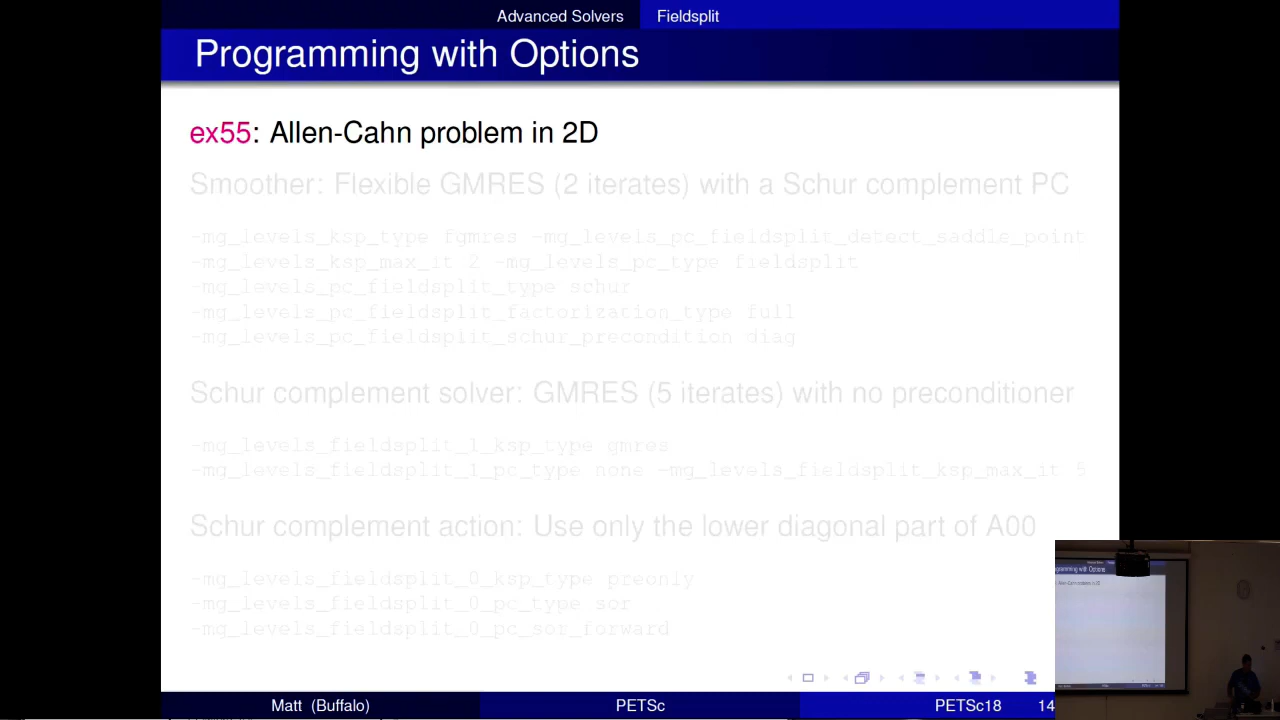 Advanced Solvers Fieldsplit
Programming with Options
ex55: Allen-Cahn problem in 2D
Smoother: Flexible GMRES (2 iterates) with a Schur complement PC
-mg_levels_ksp_type fgmres -mg_levels_pc_fieldsplit_detect_saddle_point
-mg_levels_ksp_max_it 2 -mg_levels_pc_type fieldsplit
-mg_levels_pc_fieldsplit_type schur
-mg_levels_pc_fieldsplit_factorization_type full
-mg_levels_pc_fieldsplit_schur_precondition diag
Schur complement solver: GMRES (5 iterates) with no preconditioner
-mg_levels_fieldsplit_1_ksp_type gmres
-mg_levels_fieldsplit_1_pc_type none -mg_levels_fieldsplit_ksp_max_it 5
Schur complement action: Use only the lower diagonal part of A00
-mg_levels_fieldsplit_0_ksp_type preonly
-mg_levels_fieldsplit_0_pc_type sor
-mg_levels_fieldsplit_0_pc_sor_forward
Matt (Buffalo) PETSc PETSc18 14